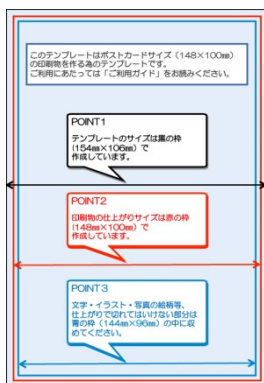 このテンプレートはポストカードサイズ（148×100㎜）
の印刷物を作る為のテンプレートです。
ご利用にあたっては「ご利用ガイド」をお読みください。
POINT1
テンプレートのサイズは黒の枠
(154㎜×106㎜) で
作成しています。
POINT2
印刷物の仕上がりサイズは赤の枠
(148㎜×100㎜) で
作成しています。
POINT3
文字・イラスト・写真の絵柄等、
仕上がりで切れてはいけない部分は
青の枠（144㎜×96㎜）の中に収
めてください。